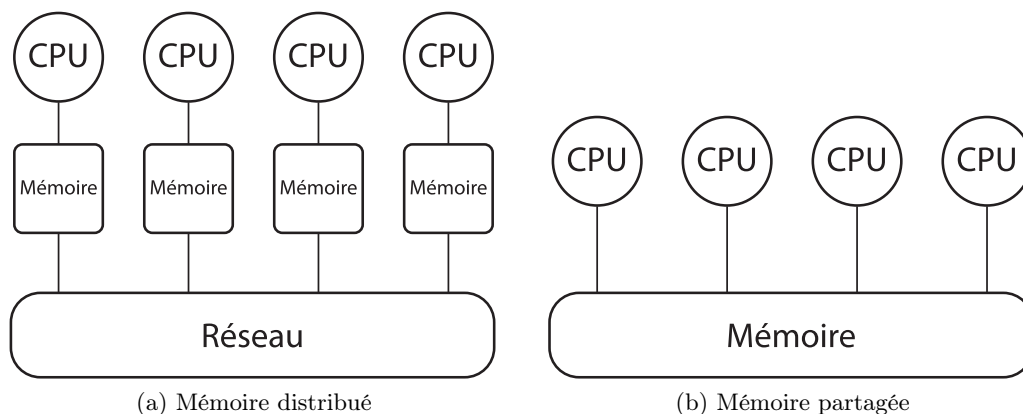 CPU CPU CPU CPU
Mémoire Mémoire Mémoire Mémoire
Réseau
(a) Mémoire distribué
CPU CPU CPU CPU
Mémoire
(b) Mémoire partagée